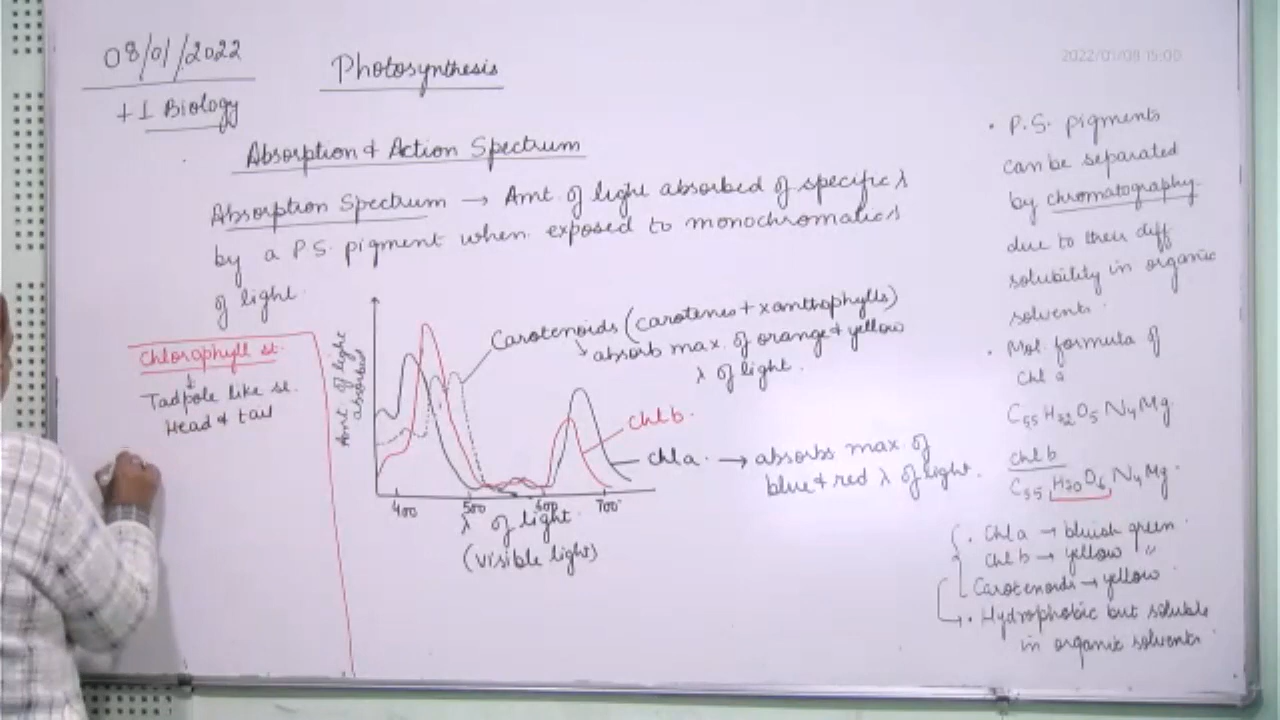 08/01/2022
+1 Biology
Photosynthesis
2022/01/08 15:00
Absorption & Action Spectrum
Absorption Spectrum → Amt. of light absorbed of specific λ
by a P.S. pigment when exposed to monochromatic λ
of light.
Chlorophyll st.
↓
Tadpole like st.
Head & tail
Amt of light
absorbed
Carotenoids (carotenes + xanthophylls)
↳ absorb max. of orange & yellow
λ of light.
Chl b.
Chl a. → absorbs max. of
blue & red λ of light.
400 500 600 700
λ of light.
(visible light)
• P.S. pigments
can be separated
by chromatography
due to their diff
solubility in organic
solvents.
• Mol. formula of
Chl a
C55 H72 O5 N4 Mg.
Chl b
C55 H70 O6 N4 Mg.
• Chl a → bluish green
Chl b → yellow "
Carotenoids → yellow
• Hydrophobic but soluble
in organic solvents.